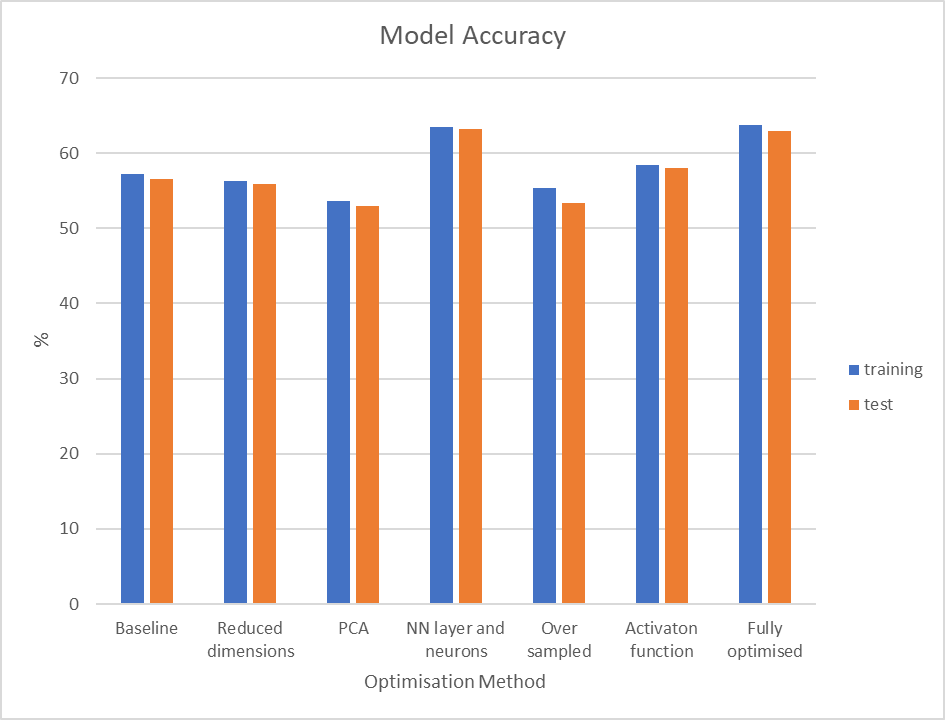 Model Accuracy
70
60
50
40
30
20
10
0
%
Baseline
Reduced
dimensions
PCA
NN layer and
neurons
Over
sampled
Activaton
function
Fully
optimised
Optimisation Method
training
test